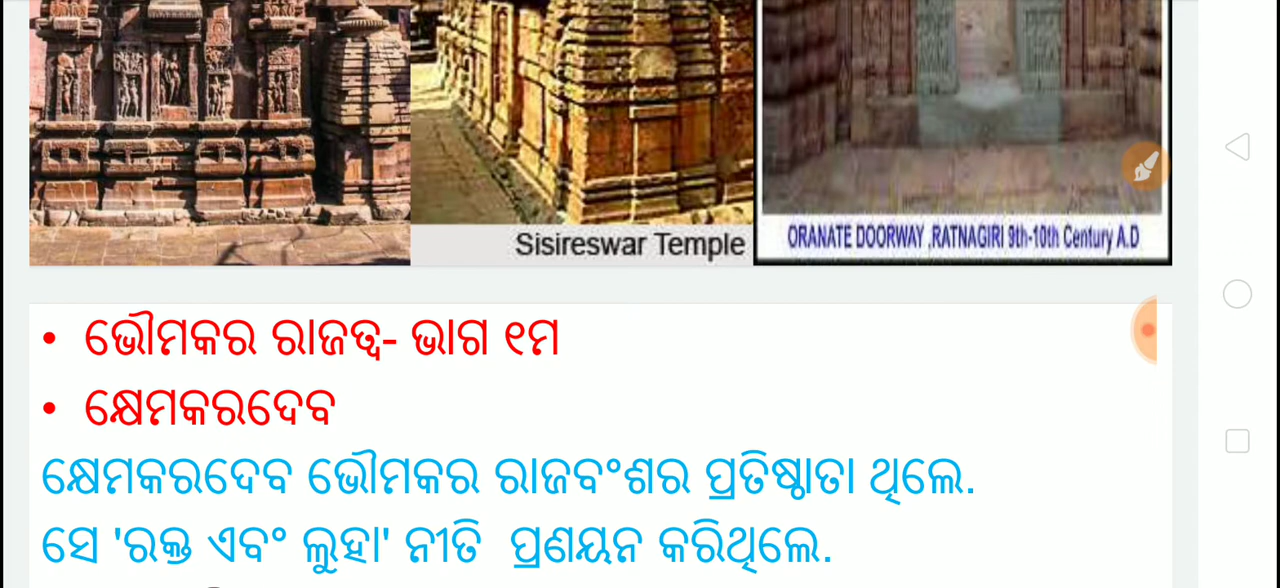 Sisireswar Temple
ORANATE DOORWAY ,RATNAGIRI 9th-10th Century A.D
• ଭୌମକର ରାଜତ୍ୱ- ଭାଗ ୧ମ
• କ୍ଷେମକରଦେବ
କ୍ଷେମକରଦେବ ଭୌମକର ରାଜବଂଶର ପ୍ରତିଷ୍ଠାତା ଥିଲେ.
ସେ 'ରକ୍ତ ଏବଂ ଲୁହା' ନୀତି ପ୍ରଣୟନ କରିଥିଲେ.